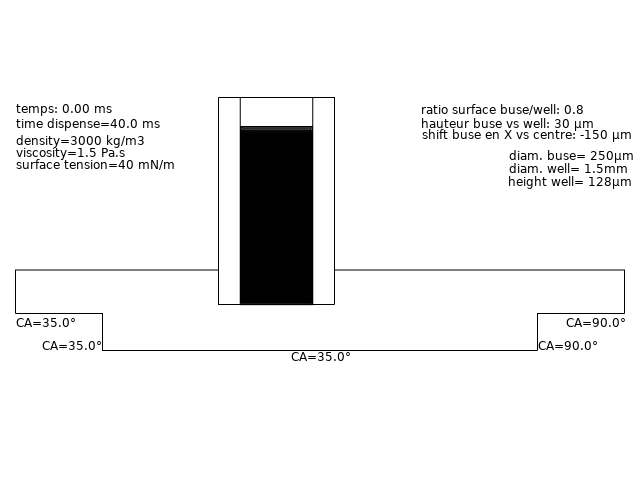 temps: 0.00 ms
time dispense=40.0 ms
density=3000 kg/m3
viscosity=1.5 Pa.s
surface tension=40 mN/m
ratio surface buse/well: 0.8
hauteur buse vs well: 30 µm
shift buse en X vs centre: -150 µm
diam. buse= 250µm
diam. well= 1.5mm
height well= 128µm
CA=35.0°
CA=90.0°
CA=35.0°
CA=90.0°
CA=35.0°